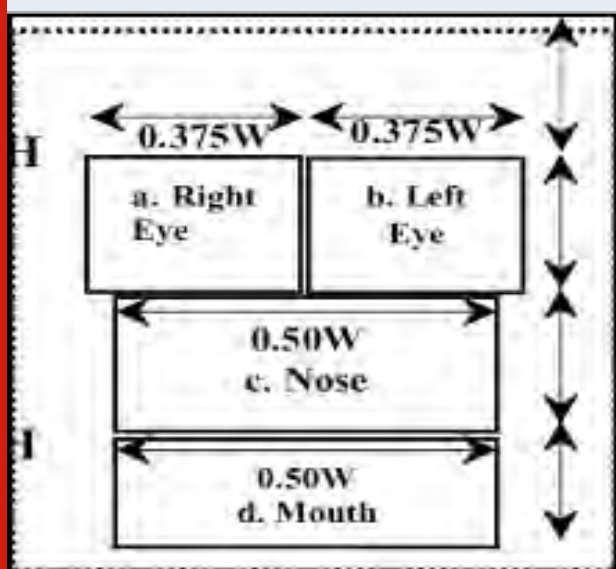 0.375W 0.375W
H
a. Right b. Left
Eye Eye
0.50W
c. Nose
0.50W
d. Mouth